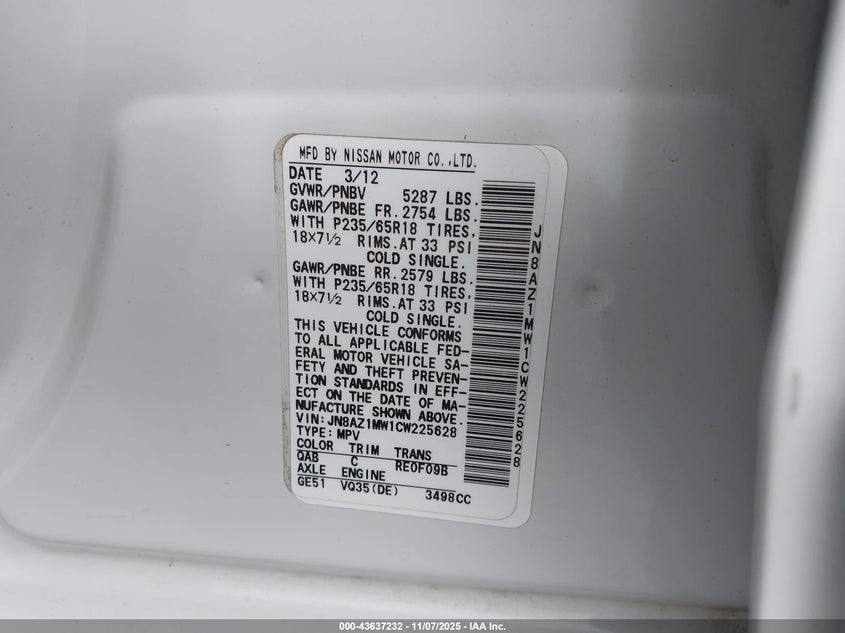 MFD BY NISSAN MOTOR CO.,LTD.
DATE 3/12
GVWR/PNBV 5287 LBS.
GAWR/PNBE FR. 2754 LBS.
WITH P235/65R18 TIRES,
18×7½ RIMS.AT 33 PSI
COLD SINGLE.
GAWR/PNBE RR. 2579 LBS.
WITH P235/65R18 TIRES,
18×7½ RIMS.AT 33 PSI
COLD SINGLE.
THIS VEHICLE CONFORMS
TO ALL APPLICABLE FED-
ERAL MOTOR VEHICLE SA-
FETY AND THEFT PREVEN-
TION STANDARDS IN EFF-
ECT ON THE DATE OF MA-
NUFACTURE SHOWN ABOVE.
VIN:JN8AZ1MW1CW225628
TYPE:MPV
COLOR TRIM TRANS
QAB C RE0F09B
AXLE ENGINE
GE51 VQ35(DE) 3498CC
JN8AZ1MW1CW225628
000-43637232 - 11/07/2025 - IAA Inc.